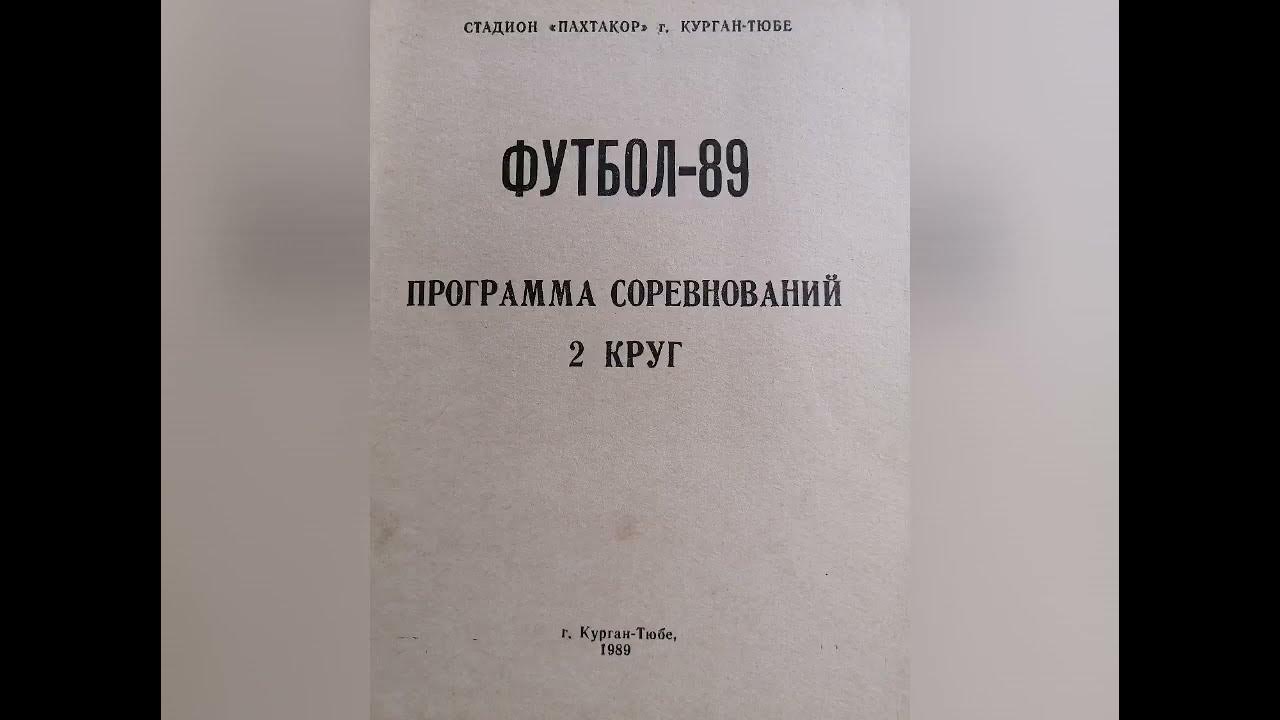 СТАДИОН «ПАХТАКОР» г. КУРГАН-ТЮБЕ
ФУТБОЛ-89
ПРОГРАММА СОРЕВНОВАНИЙ
2 КРУГ
г. Курган-Тюбе,
1989